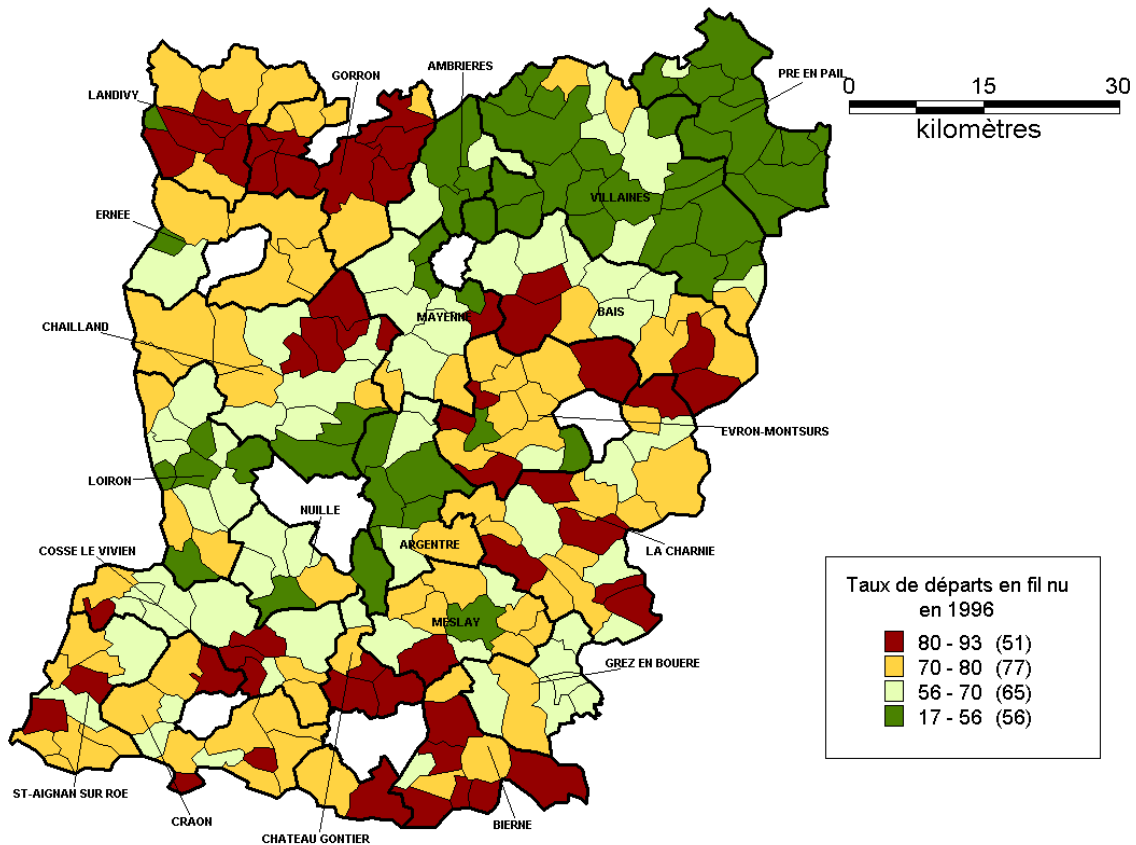 AMBRIERES
GORRON
PRE EN PAIL
LANDIVY
0 15 30
kilomètres
VILLAINES
ERNEE
MAYENNE
BAIS
CHAILLAND
EVRON-MONTSURS
LOIRON
NUILLE
ARGENTRE
LA CHARNIE
COSSE LE VIVIEN
MESLAY
GREZ EN BOUERE
ST-AIGNAN SUR ROE
CRAON
CHATEAU GONTIER
BIERNE
Taux de départs en fil nu
en 1996
80 - 93 (51)
70 - 80 (77)
56 - 70 (65)
17 - 56 (56)